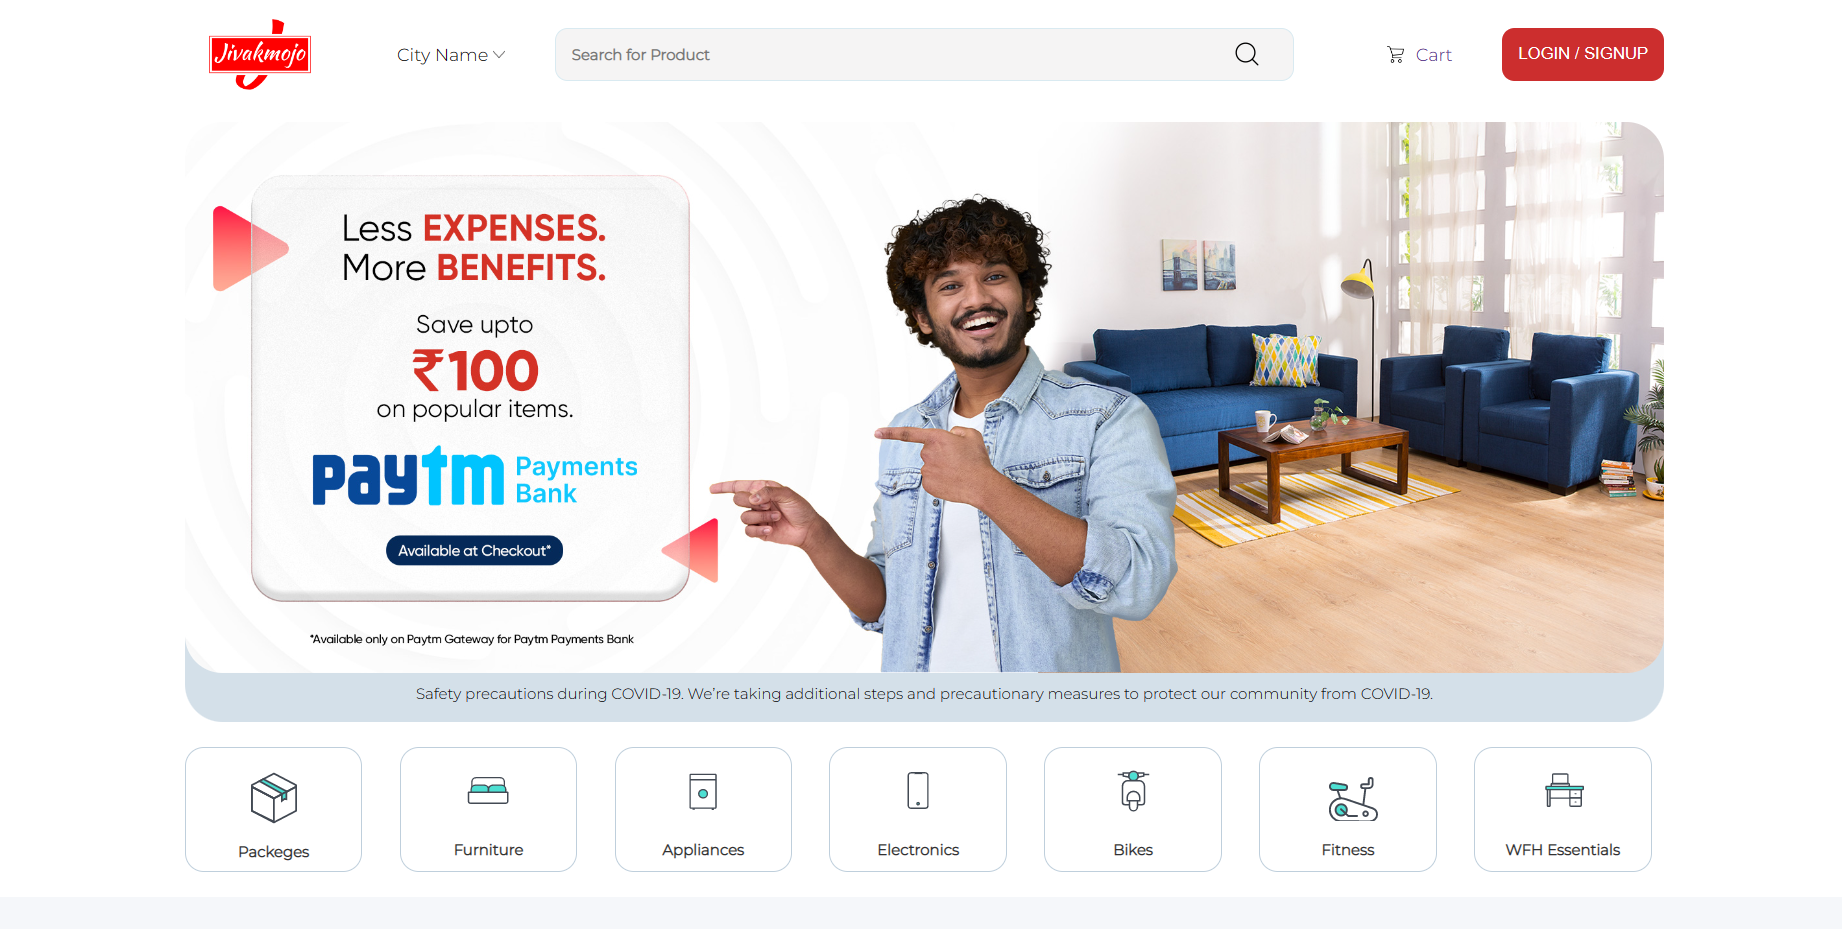 Jivakmojo
City Name
Search for Product
Cart
LOGIN / SIGNUP
Less EXPENSES.
More BENEFITS.
Save upto
₹100
on popular items.
paytm Payments
Bank
Available at Checkout*
*Available only on Paytm Gateway for Paytm Payments Bank
Safety precautions during COVID-19. We’re taking additional steps and precautionary measures to protect our community from COVID-19.
Packeges
Furniture
Appliances
Electronics
Bikes
Fitness
WFH Essentials